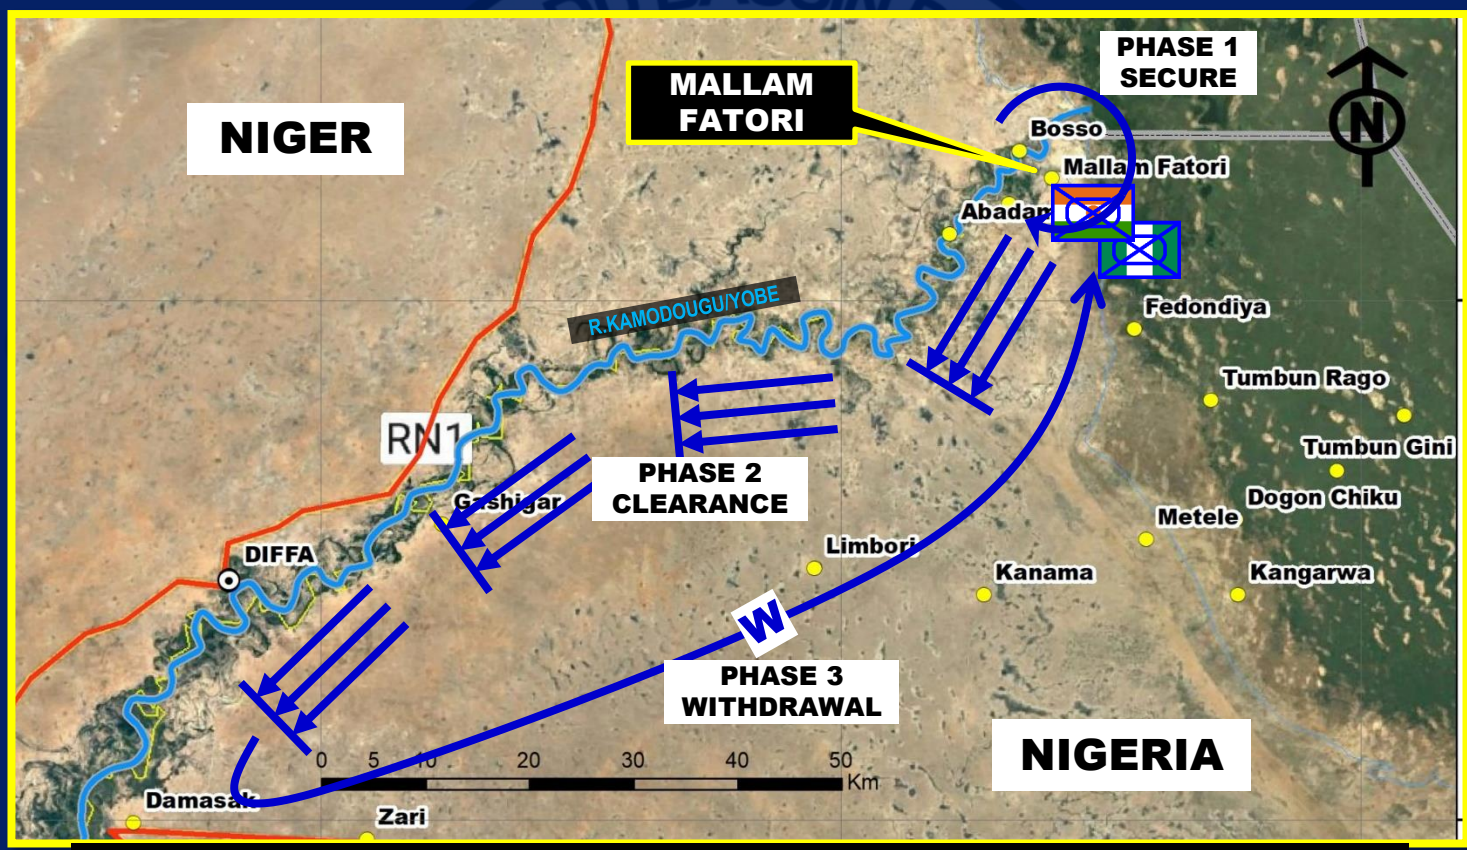 DU BASSIN
PHASE 1
SECURE
MALLAM
FATORI
NIGER
N
Bosso
Mallam Fatori
Abadam
R.KAMODOUGU/YOBE
Fedondiya
Tumbun Rago
RN1
Tumbun Gini
PHASE 2
CLEARANCE
Gashigar
Dogon Chiku
Metele
DIFFA
Limbori
Kanama
Kangarwa
W
PHASE 3
WITHDRAWAL
NIGERIA
0 5 10 20 30 40 50
Km
Damasak
Zari